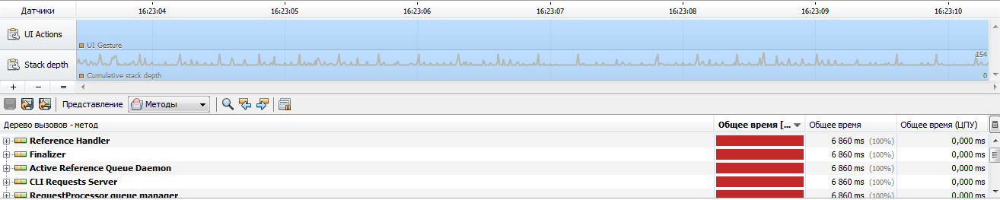 Датчики 16:23:04 16:23:05 16:23:06 16:23:07 16:23:08 16:23:09 16:23:10
UI Actions
UI Gesture
Stack depth 154
Cumulative stack depth 0
+ - =
Представление Методы
Дерево вызовов - метод Общее время [... Общее время Общее время (ЦПУ)
Reference Handler 6 860 ms (100%) 0,000 ms
Finalizer 6 860 ms (100%) 0,000 ms
Active Reference Queue Daemon 6 860 ms (100%) 0,000 ms
CLI Requests Server 6 860 ms (100%) 0,000 ms
RequestProcessor queue manager 6 860 ms (100%) 0,000 ms